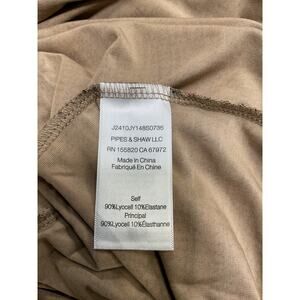 J2410JY148S0736
PIPES & SHAW LLC
RN 155820 CA 67972
Made in China
Fabriqué En Chine
Self
90%Lyocell 10%Elastane
Principal
90%Lyocell 10%Élasthanne